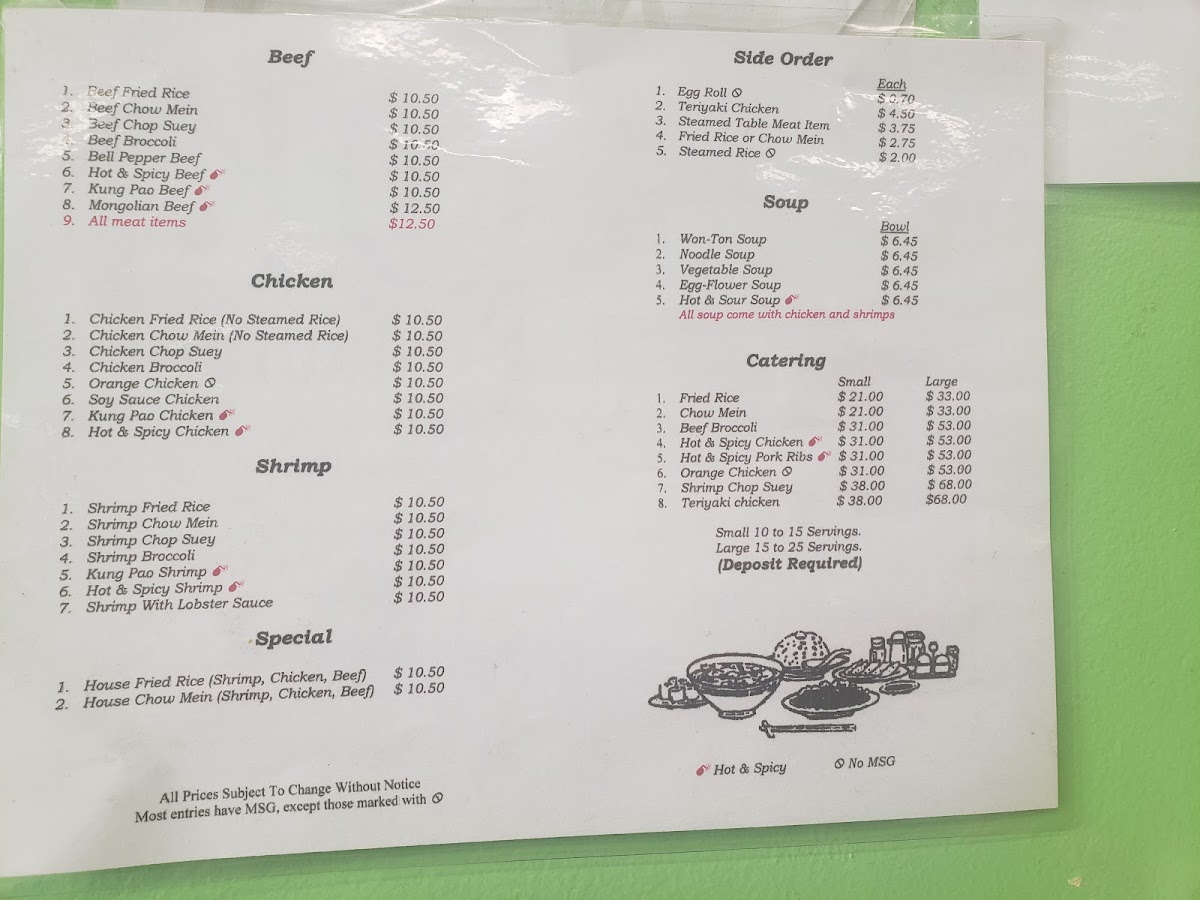 Beef
1. Beef Fried Rice $ 10.50
2. Beef Chow Mein $ 10.50
3. Beef Chop Suey $ 10.50
Beef Broccoli $ 10.50
5. Bell Pepper Beef $ 10.50
6. Hot & Spicy Beef $ 10.50
7. Kung Pao Beef $ 10.50
8. Mongolian Beef $ 12.50
9. All meat items $12.50
Chicken
1. Chicken Fried Rice (No Steamed Rice) $ 10.50
2. Chicken Chow Mein (No Steamed Rice) $ 10.50
3. Chicken Chop Suey $ 10.50
4. Chicken Broccoli $ 10.50
5. Orange Chicken $ 10.50
6. Soy Sauce Chicken $ 10.50
7. Kung Pao Chicken $ 10.50
8. Hot & Spicy Chicken $ 10.50
Shrimp
1. Shrimp Fried Rice $ 10.50
2. Shrimp Chow Mein $ 10.50
3. Shrimp Chop Suey $ 10.50
4. Shrimp Broccoli $ 10.50
5. Kung Pao Shrimp $ 10.50
6. Hot & Spicy Shrimp $ 10.50
7. Shrimp With Lobster Sauce $ 10.50
Special
1. House Fried Rice (Shrimp, Chicken, Beef) $ 10.50
2. House Chow Mein (Shrimp, Chicken, Beef) $ 10.50
All Prices Subject To Change Without Notice
Most entries have MSG, except those marked with
Side Order
Each
1. Egg Roll
2. Teriyaki Chicken $ 4.50
3. Steamed Table Meat Item $ 3.75
4. Fried Rice or Chow Mein $ 2.75
5. Steamed Rice $ 2.00
Soup
Bowl
1. Won-Ton Soup $ 6.45
2. Noodle Soup $ 6.45
3. Vegetable Soup $ 6.45
4. Egg-Flower Soup $ 6.45
5. Hot & Sour Soup $ 6.45
All soup come with chicken and shrimps
Catering
Small Large
1. Fried Rice $ 21.00 $ 33.00
2. Chow Mein $ 21.00 $ 33.00
3. Beef Broccoli $ 31.00 $ 53.00
4. Hot & Spicy Chicken $ 31.00 $ 53.00
5. Hot & Spicy Pork Ribs $ 31.00 $ 53.00
6. Orange Chicken $ 31.00 $ 53.00
7. Shrimp Chop Suey $ 38.00 $ 68.00
8. Teriyaki chicken $ 38.00 $68.00
Small 10 to 15 Servings.
Large 15 to 25 Servings.
(Deposit Required)
Hot & Spicy No MSG